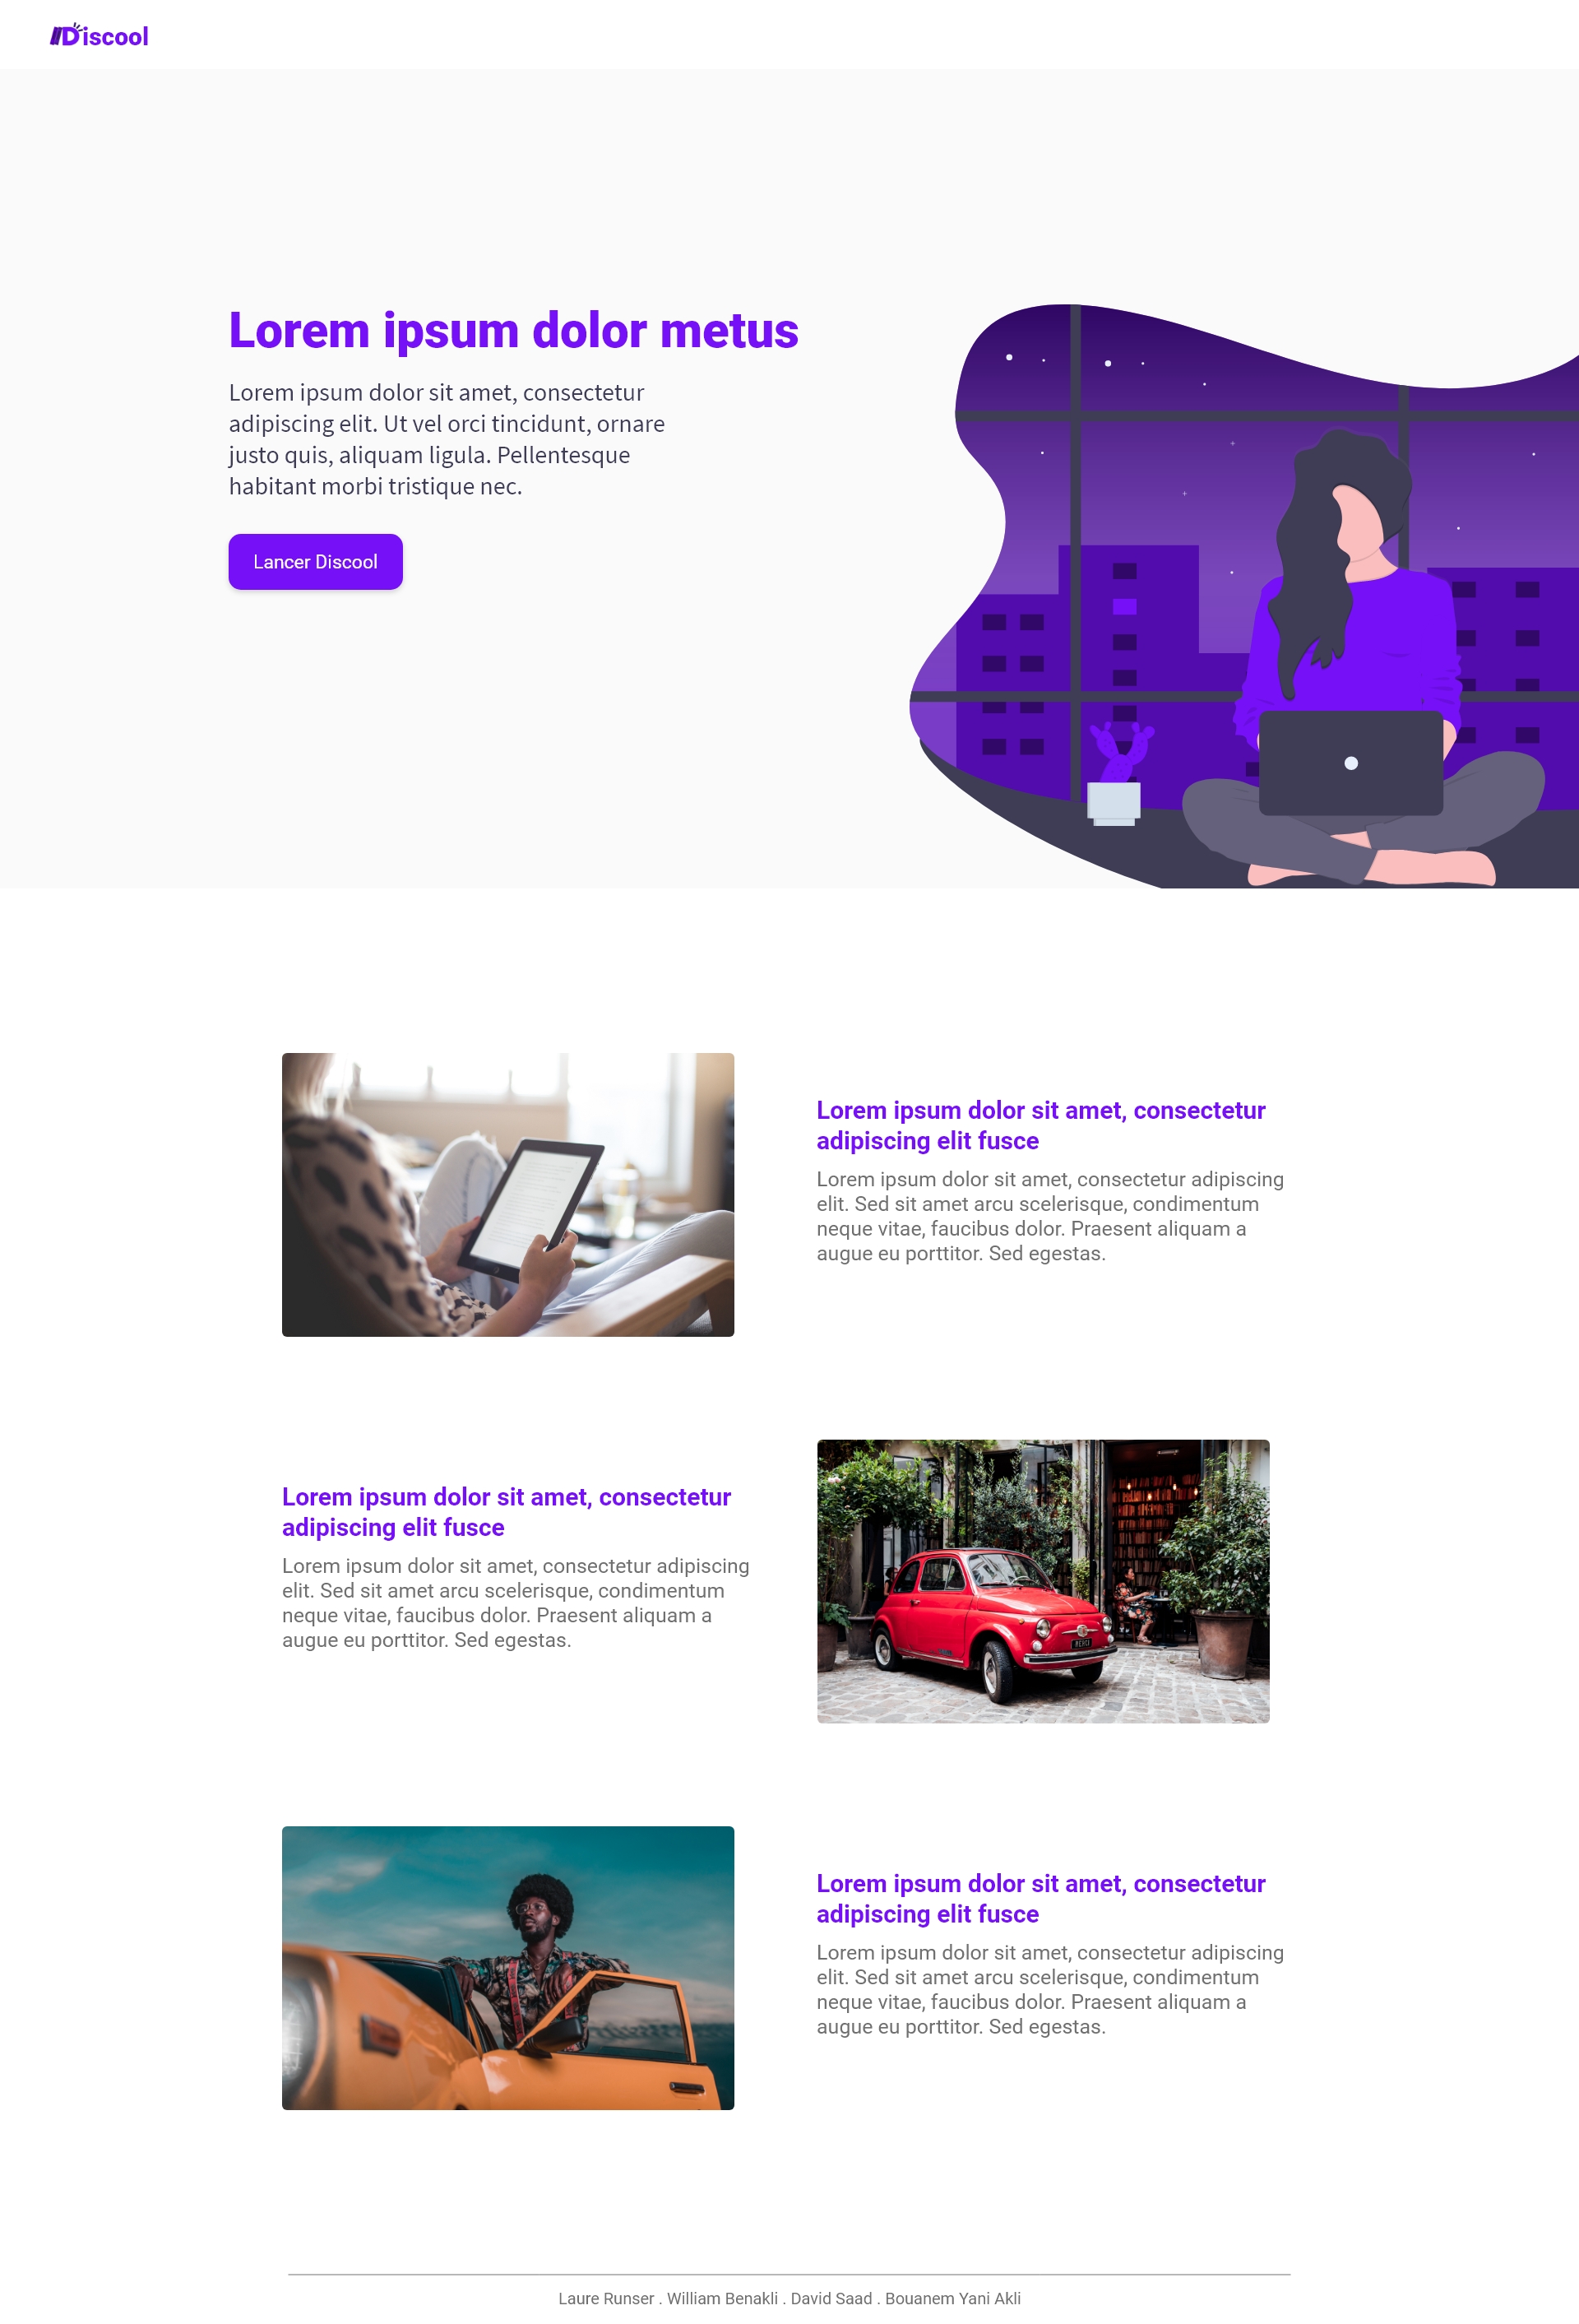 Discool
Lorem ipsum dolor metus
Lorem ipsum dolor sit amet, consectetur
adipiscing elit. Ut vel orci tincidunt, ornare
justo quis, aliquam ligula. Pellentesque
habitant morbi tristique nec.
Lancer Discool
Lorem ipsum dolor sit amet, consectetur
adipiscing elit fusce
Lorem ipsum dolor sit amet, consectetur adipiscing
elit. Sed sit amet arcu scelerisque, condimentum
neque vitae, faucibus dolor. Praesent aliquam a
augue eu porttitor. Sed egestas.
Lorem ipsum dolor sit amet, consectetur
adipiscing elit fusce
Lorem ipsum dolor sit amet, consectetur adipiscing
elit. Sed sit amet arcu scelerisque, condimentum
neque vitae, faucibus dolor. Praesent aliquam a
augue eu porttitor. Sed egestas.
Lorem ipsum dolor sit amet, consectetur
adipiscing elit fusce
Lorem ipsum dolor sit amet, consectetur adipiscing
elit. Sed sit amet arcu scelerisque, condimentum
neque vitae, faucibus dolor. Praesent aliquam a
augue eu porttitor. Sed egestas.
Laure Runser . William Benakli . David Saad . Bouanem Yani Akli